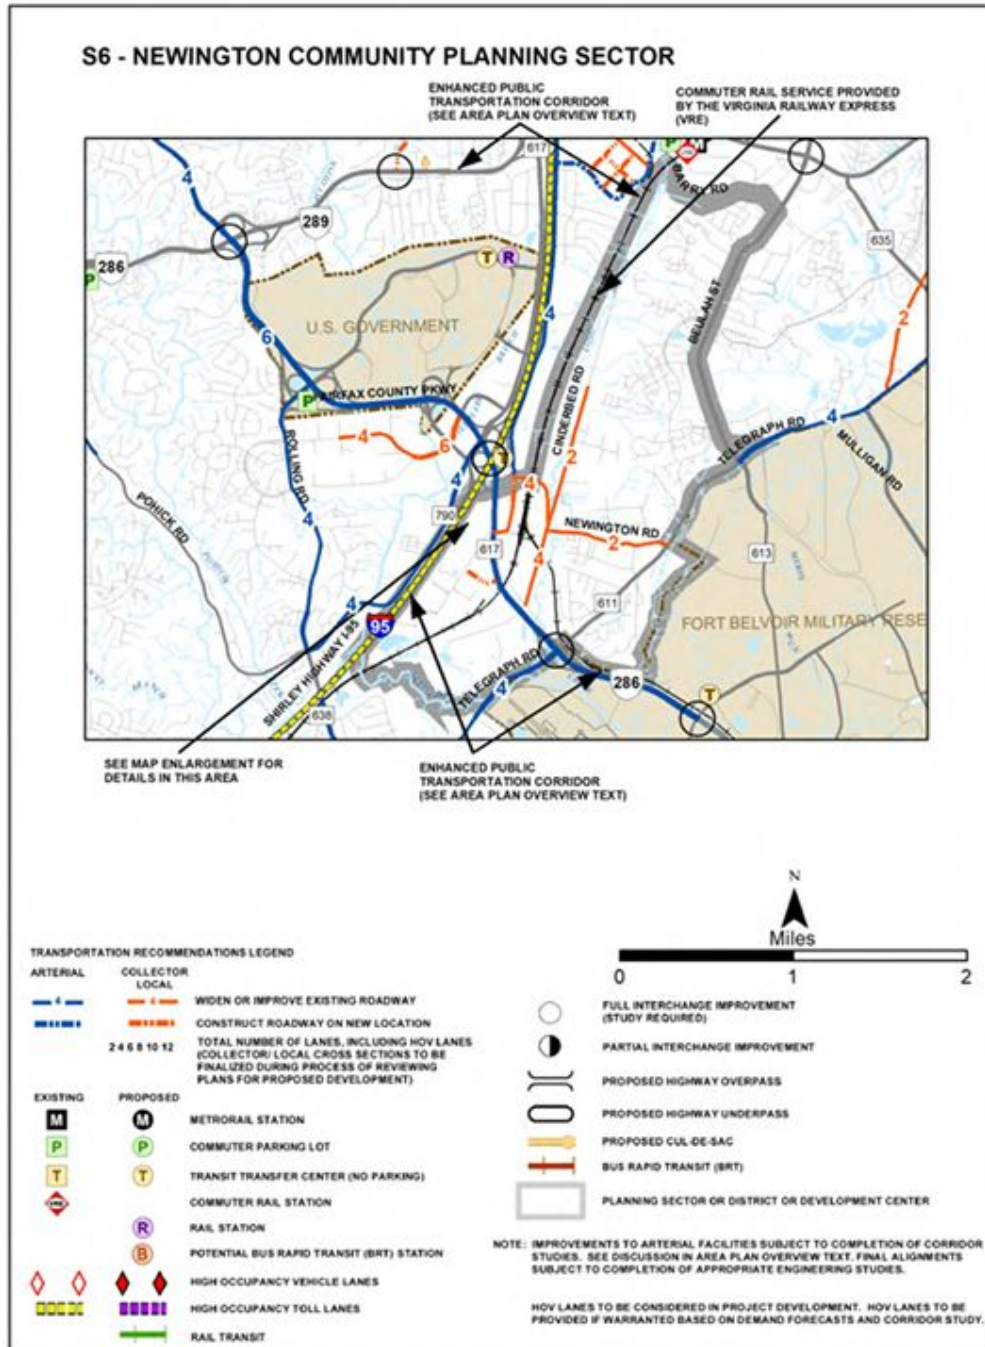 S6 - NEWINGTON COMMUNITY PLANNING SECTOR
ENHANCED PUBLIC
TRANSPORTATION CORRIDOR
(SEE AREA PLAN OVERVIEW TEXT)
COMMUTER RAIL SERVICE PROVIDED
BY THE VIRGINIA RAILWAY EXPRESS
(VRE)
617
P
M
4
BARRY RD
289
286
P
635
T R
U.S. GOVERNMENT
4
BEULAH ST
2
6
P
FAIRFAX COUNTY PKWY
4
6
ROLLING RD
CINDERBED RD
2
TELEGRAPH RD
4
MULLIGAN RD
T
4
4
POHICK RD
4
790
617
NEWINGTON RD
2
4
613
611
4
95
FORT BELVOIR MILITARY RESE
SHIRLEY HIGHWAY I-95
TELEGRAPH RD
4
286
T
638
SEE MAP ENLARGEMENT FOR
DETAILS IN THIS AREA
ENHANCED PUBLIC
TRANSPORTATION CORRIDOR
(SEE AREA PLAN OVERVIEW TEXT)
N
Miles
0 1 2
TRANSPORTATION RECOMMENDATIONS LEGEND
ARTERIAL
COLLECTOR
LOCAL
4 4 WIDEN OR IMPROVE EXISTING ROADWAY
CONSTRUCT ROADWAY ON NEW LOCATION
2 4 6 8 10 12 TOTAL NUMBER OF LANES, INCLUDING HOV LANES
(COLLECTOR/ LOCAL CROSS SECTIONS TO BE
FINALIZED DURING PROCESS OF REVIEWING
PLANS FOR PROPOSED DEVELOPMENT)
EXISTING PROPOSED
M M METRORAIL STATION
P P COMMUTER PARKING LOT
T T TRANSIT TRANSFER CENTER (NO PARKING)
VRE COMMUTER RAIL STATION
R RAIL STATION
B POTENTIAL BUS RAPID TRANSIT (BRT) STATION
HIGH OCCUPANCY VEHICLE LANES
HIGH OCCUPANCY TOLL LANES
RAIL TRANSIT
FULL INTERCHANGE IMPROVEMENT
(STUDY REQUIRED)
PARTIAL INTERCHANGE IMPROVEMENT
PROPOSED HIGHWAY OVERPASS
PROPOSED HIGHWAY UNDERPASS
PROPOSED CUL-DE-SAC
BUS RAPID TRANSIT (BRT)
PLANNING SECTOR OR DISTRICT OR DEVELOPMENT CENTER
NOTE: IMPROVEMENTS TO ARTERIAL FACILITIES SUBJECT TO COMPLETION OF CORRIDOR
STUDIES. SEE DISCUSSION IN AREA PLAN OVERVIEW TEXT. FINAL ALIGNMENTS
SUBJECT TO COMPLETION OF APPROPRIATE ENGINEERING STUDIES.
HOV LANES TO BE CONSIDERED IN PROJECT DEVELOPMENT. HOV LANES TO BE
PROVIDED IF WARRANTED BASED ON DEMAND FORECASTS AND CORRIDOR STUDY.